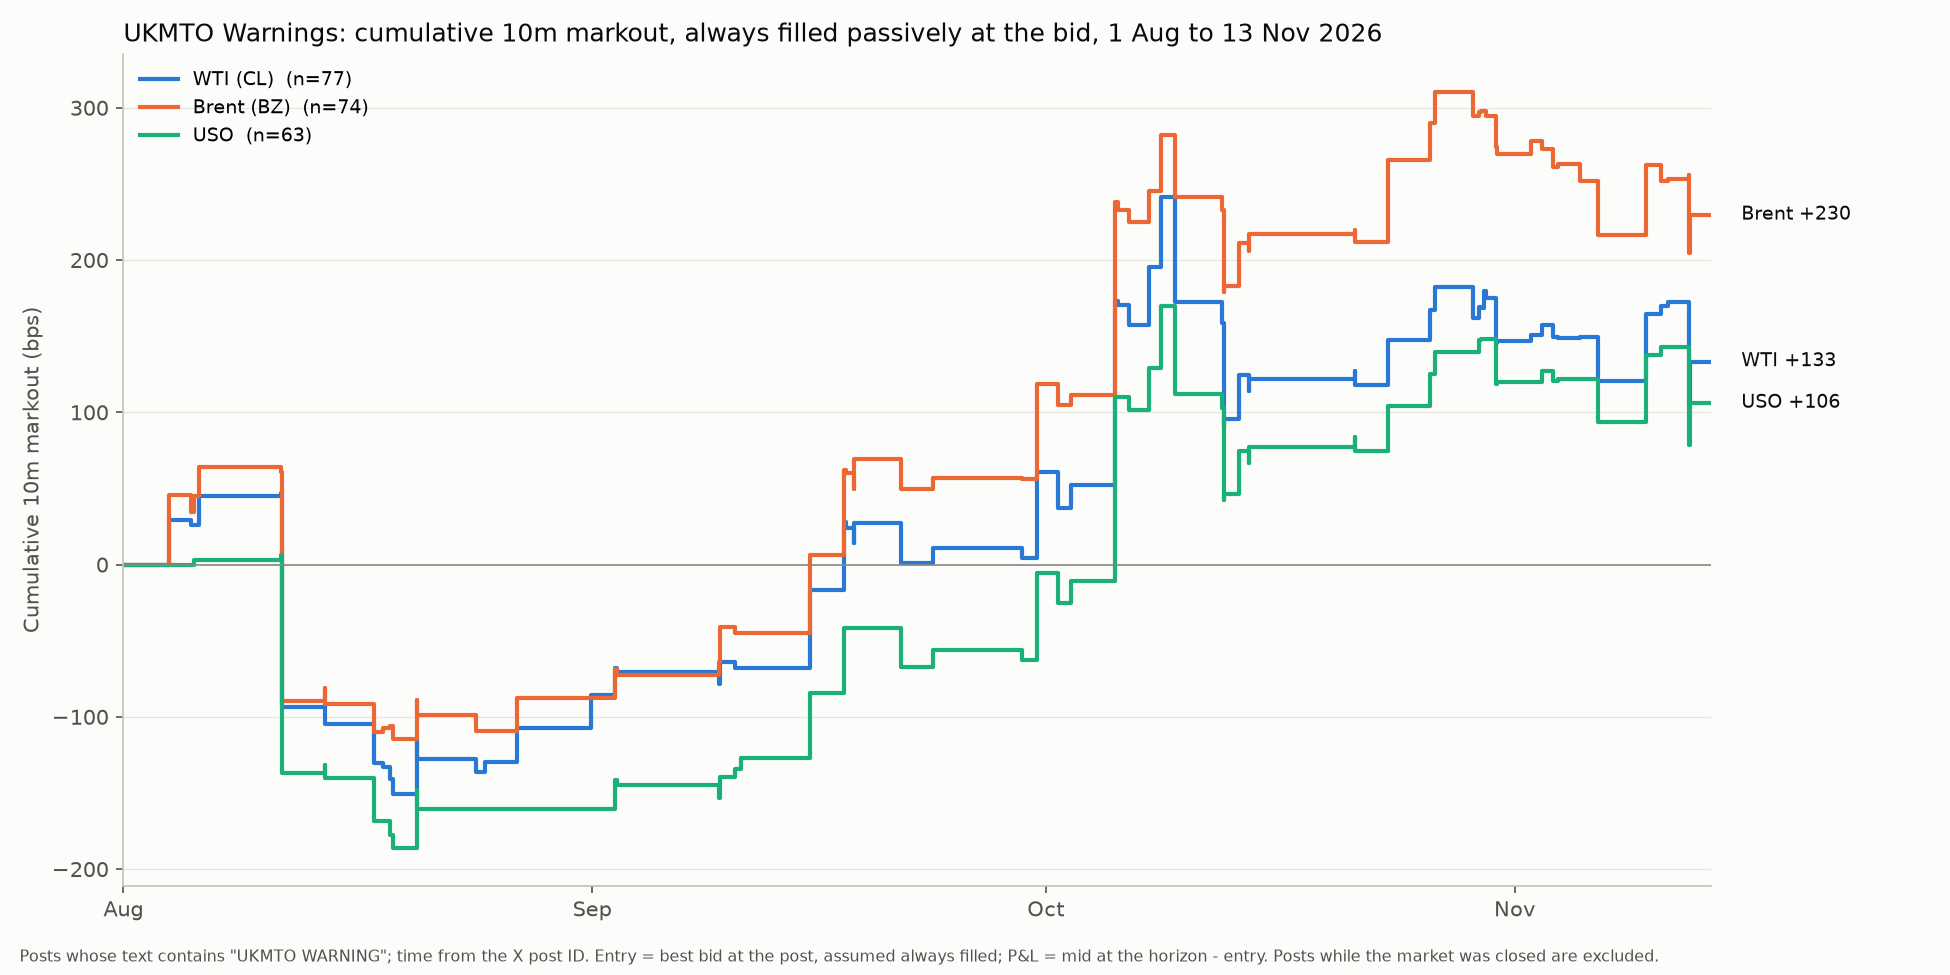 UKMTO Warnings: cumulative 10m markout, always filled passively at the bid, 1 Aug to 13 Nov 2026
WTI (CL) (n=77)
Brent (BZ) (n=74)
USO (n=63)
Cumulative 10m markout (bps)
300
200
100
0
−100
−200
Brent +230
WTI +133
USO +106
Aug
Sep
Oct
Nov
Posts whose text contains "UKMTO WARNING"; time from the X post ID. Entry = best bid at the post, assumed always filled; P&L = mid at the horizon - entry. Posts while the market was closed are excluded.